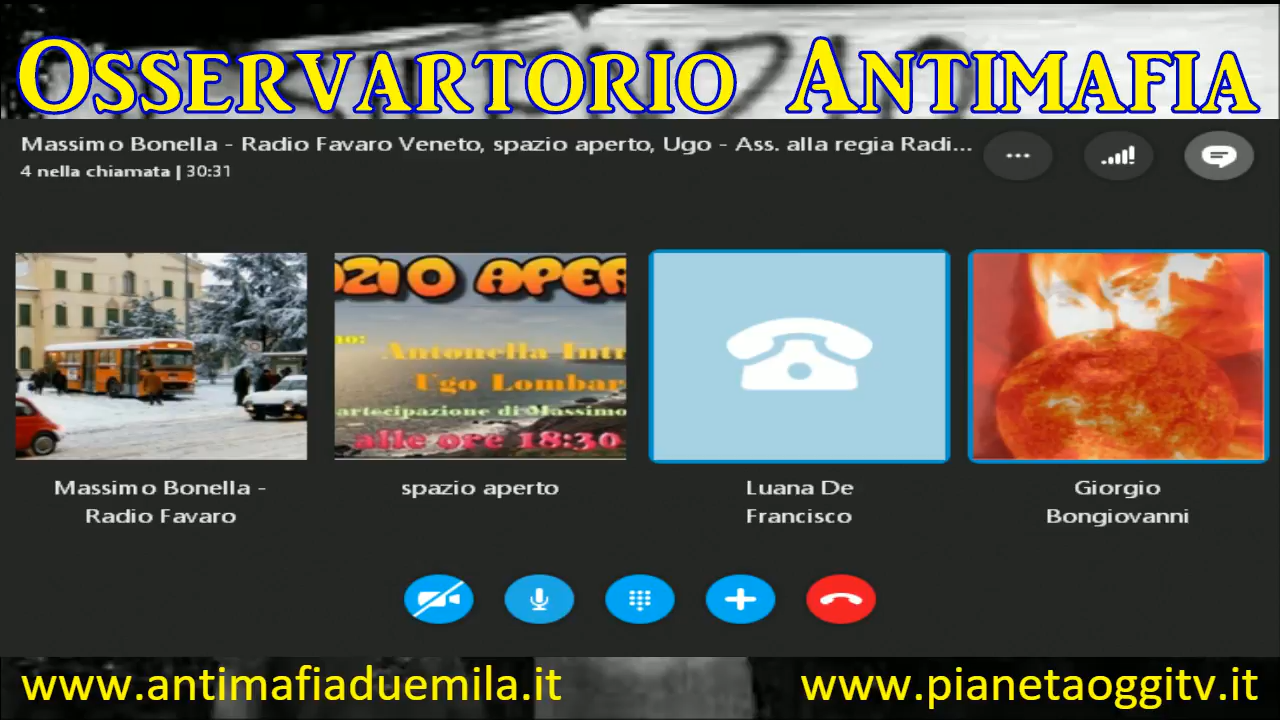 OSSERVARTORIO ANTIMAFIA
Massimo Bonella - Radio Favaro Veneto, spazio aperto, Ugo - Ass. alla regia Radi...
4 nella chiamata | 30:31
Antonella Intr
Ugo Lombar
artecipazione di Massimo
alle ore 18:30
Massimo Bonella -
Radio Favaro
spazio aperto
Luana De
Francisco
Giorgio
Bongiovanni
www.antimafiaduemila.it
www.pianetaoggitv.it